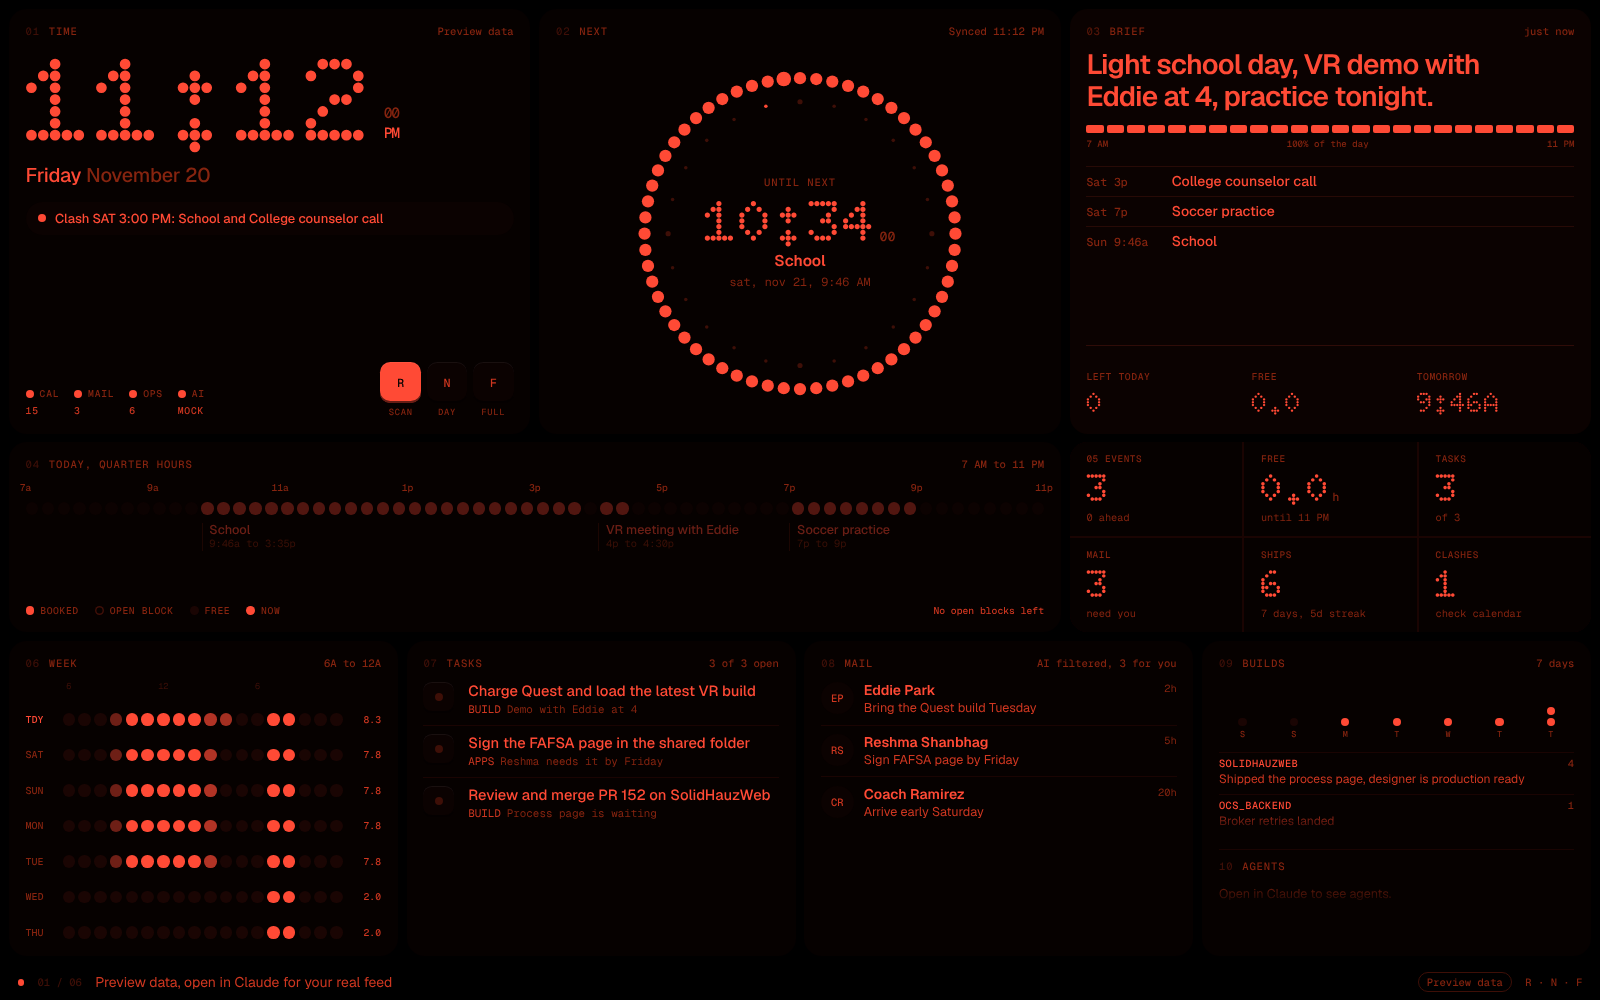 01 TIME
Preview data
11:12
00
PM
Friday November 20
Clash SAT 3:00 PM: School and College counselor call
CAL
MAIL
OPS
AI
15
3
6
MOCK
R
N
F
SCAN
DAY
FULL
02 NEXT
Synced 11:12 PM
UNTIL NEXT
10:34 00
School
sat, nov 21, 9:46 AM
03 BRIEF
just now
Light school day, VR demo with
Eddie at 4, practice tonight.
7 AM
100% of the day
11 PM
Sat 3p College counselor call
Sat 7p Soccer practice
Sun 9:46a School
LEFT TODAY
FREE
TOMORROW
0
0.0
9:46A
04 TODAY, QUARTER HOURS
7 AM to 11 PM
7a 9a 11a 1p 3p 5p 7p 9p 11p
School
9:46a to 3:35p
VR meeting with Eddie
4p to 4:30p
Soccer practice
7p to 9p
BOOKED
OPEN BLOCK
FREE
NOW
No open blocks left
05 EVENTS
3
0 ahead
FREE
0.0 h
until 11 PM
TASKS
3
of 3
MAIL
3
need you
SHIPS
6
7 days, 5d streak
CLASHES
1
check calendar
06 WEEK
6A to 12A
6 12 6
TDY 8.3
SAT 7.8
SUN 7.8
MON 7.8
TUE 7.8
WED 2.0
THU 2.0
07 TASKS
3 of 3 open
Charge Quest and load the latest VR build
BUILD Demo with Eddie at 4
Sign the FAFSA page in the shared folder
APPS Reshma needs it by Friday
Review and merge PR 152 on SolidHauzWeb
BUILD Process page is waiting
08 MAIL
AI filtered, 3 for you
EP
Eddie Park
2h
Bring the Quest build Tuesday
RS
Reshma Shanbhag
5h
Sign FAFSA page by Friday
CR
Coach Ramirez
20h
Arrive early Saturday
09 BUILDS
7 days
S S M T W T T
SOLIDHAUZWEB
4
Shipped the process page, designer is production ready
OCS_BACKEND
1
Broker retries landed
10 AGENTS
Open in Claude to see agents.
01 / 06 Preview data, open in Claude for your real feed
Preview data
R · N · F